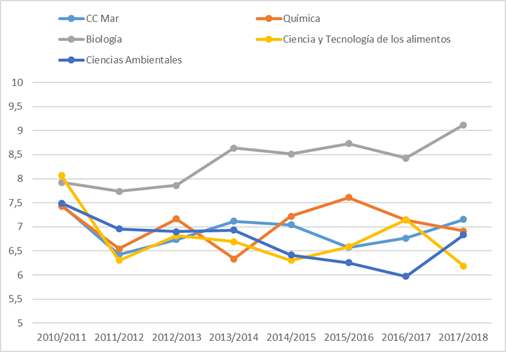 CC Mar
Química
Biología
Ciencia y Tecnología de los alimentos
Ciencias Ambientales
10
9,5
9
8,5
8
7,5
7
6,5
6
5,5
5
2010/2011 2011/2012 2012/2013 2013/2014 2014/2015 2015/2016 2016/2017 2017/2018